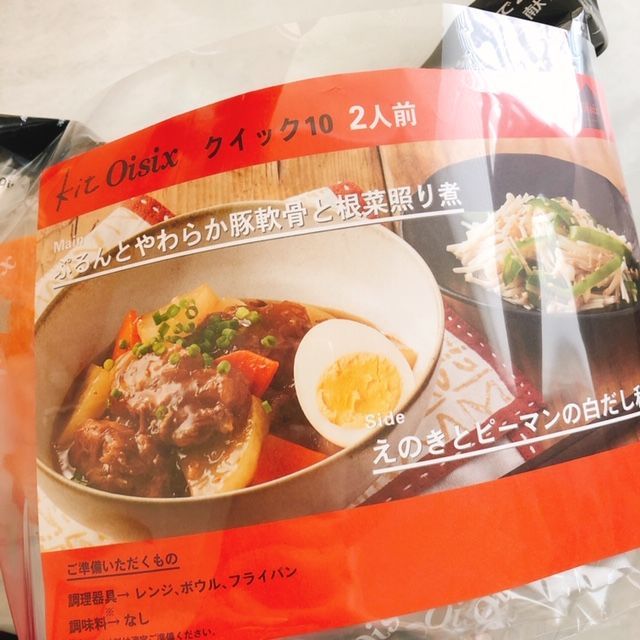 kit Oisix クイック10 2人前
Main
ぷるんとやわらか豚軟骨と根菜照り煮
Side
えのきとピーマンの白だし
ご準備いただくもの
調理器具→ レンジ、ボウル、フライパン
※
調味料→ なし
Oisix